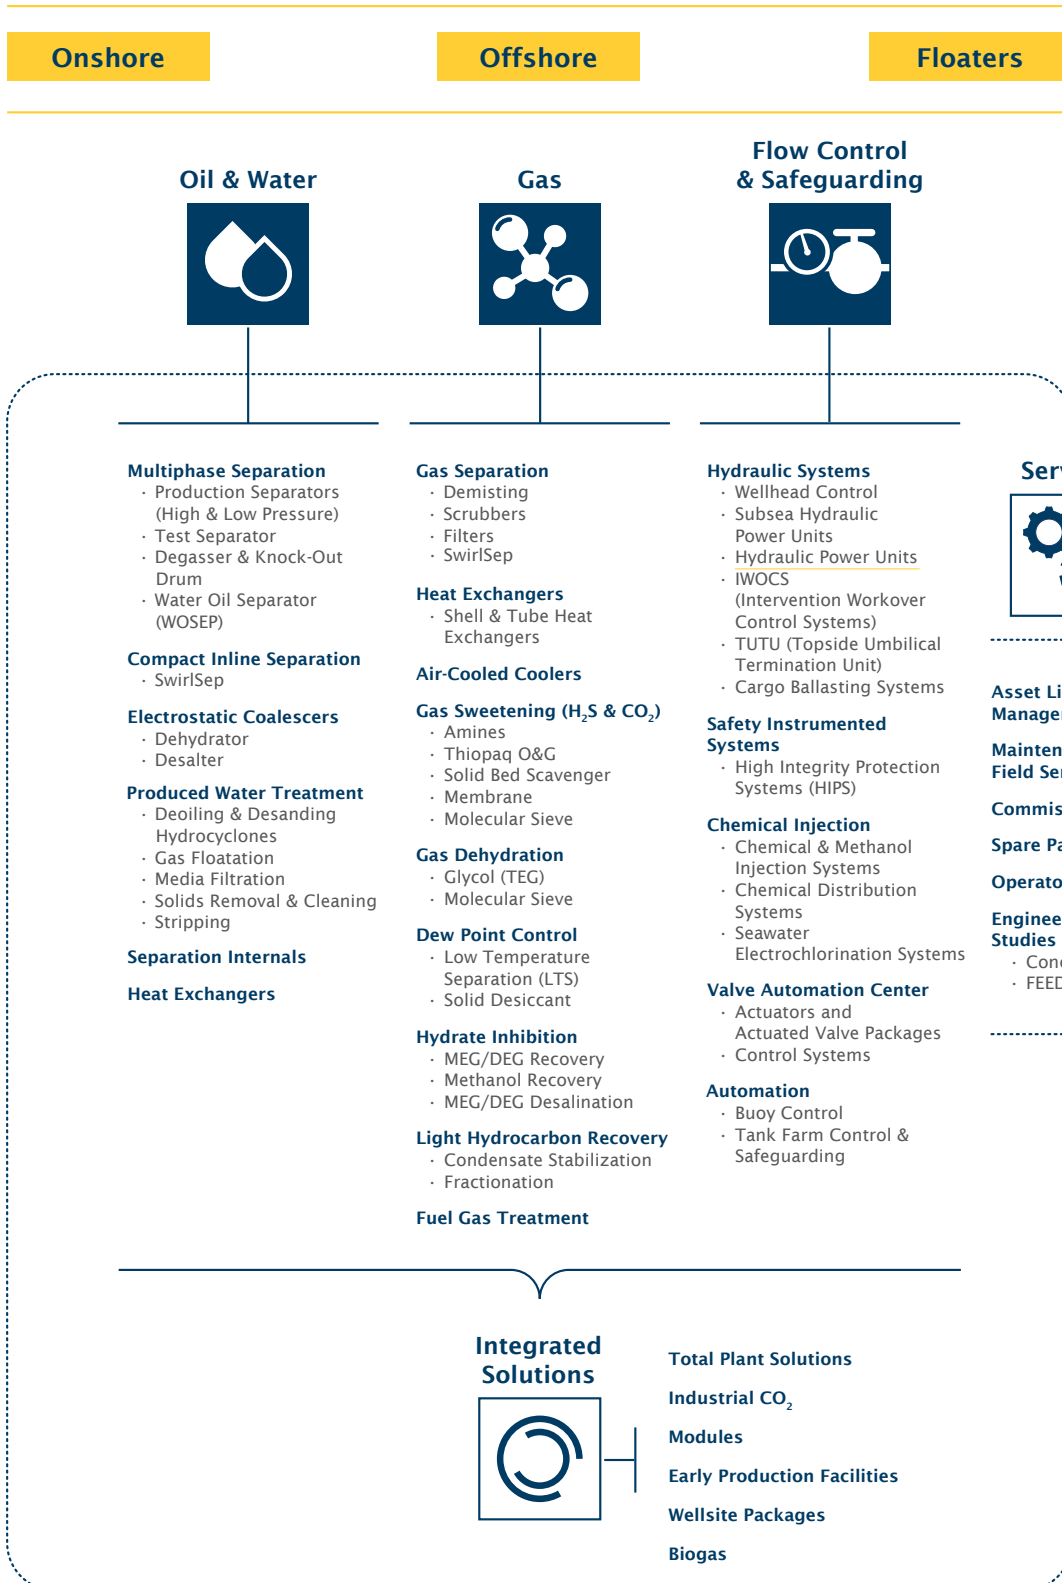 Onshore
Offshore
Floaters
Oil & Water
Gas
Flow Control
& Safeguarding
Multiphase Separation
· Production Separators
(High & Low Pressure)
· Test Separator
· Degasser & Knock-Out
Drum
· Water Oil Separator
(WOSEP)
Compact Inline Separation
· SwirlSep
Electrostatic Coalescers
· Dehydrator
· Desalter
Produced Water Treatment
· Deoiling & Desanding
Hydrocyclones
· Gas Floatation
· Media Filtration
· Solids Removal & Cleaning
· Stripping
Separation Internals
Heat Exchangers
Gas Separation
· Demisting
· Scrubbers
· Filters
· SwirlSep
Heat Exchangers
· Shell & Tube Heat
Exchangers
Air-Cooled Coolers
Gas Sweetening (H₂S & CO₂)
· Amines
· Thiopaq O&G
· Solid Bed Scavenger
· Membrane
· Molecular Sieve
Gas Dehydration
· Glycol (TEG)
· Molecular Sieve
Dew Point Control
· Low Temperature
Separation (LTS)
· Solid Desiccant
Hydrate Inhibition
· MEG/DEG Recovery
· Methanol Recovery
· MEG/DEG Desalination
Light Hydrocarbon Recovery
· Condensate Stabilization
· Fractionation
Fuel Gas Treatment
Hydraulic Systems
· Wellhead Control
· Subsea Hydraulic
Power Units
· Hydraulic Power Units
· IWOCS
(Intervention Workover
Control Systems)
· TUTU (Topside Umbilical
Termination Unit)
· Cargo Ballasting Systems
Safety Instrumented
Systems
· High Integrity Protection
Systems (HIPS)
Chemical Injection
· Chemical & Methanol
Injection Systems
· Chemical Distribution
Systems
· Seawater
Electrochlorination Systems
Valve Automation Center
· Actuators and
Actuated Valve Packages
· Control Systems
Automation
· Buoy Control
· Tank Farm Control &
Safeguarding
Asset
Field
Spare
Studies
· FEED
Integrated
Solutions
Total Plant Solutions
Industrial CO₂
Modules
Early Production Facilities
Wellsite Packages
Biogas